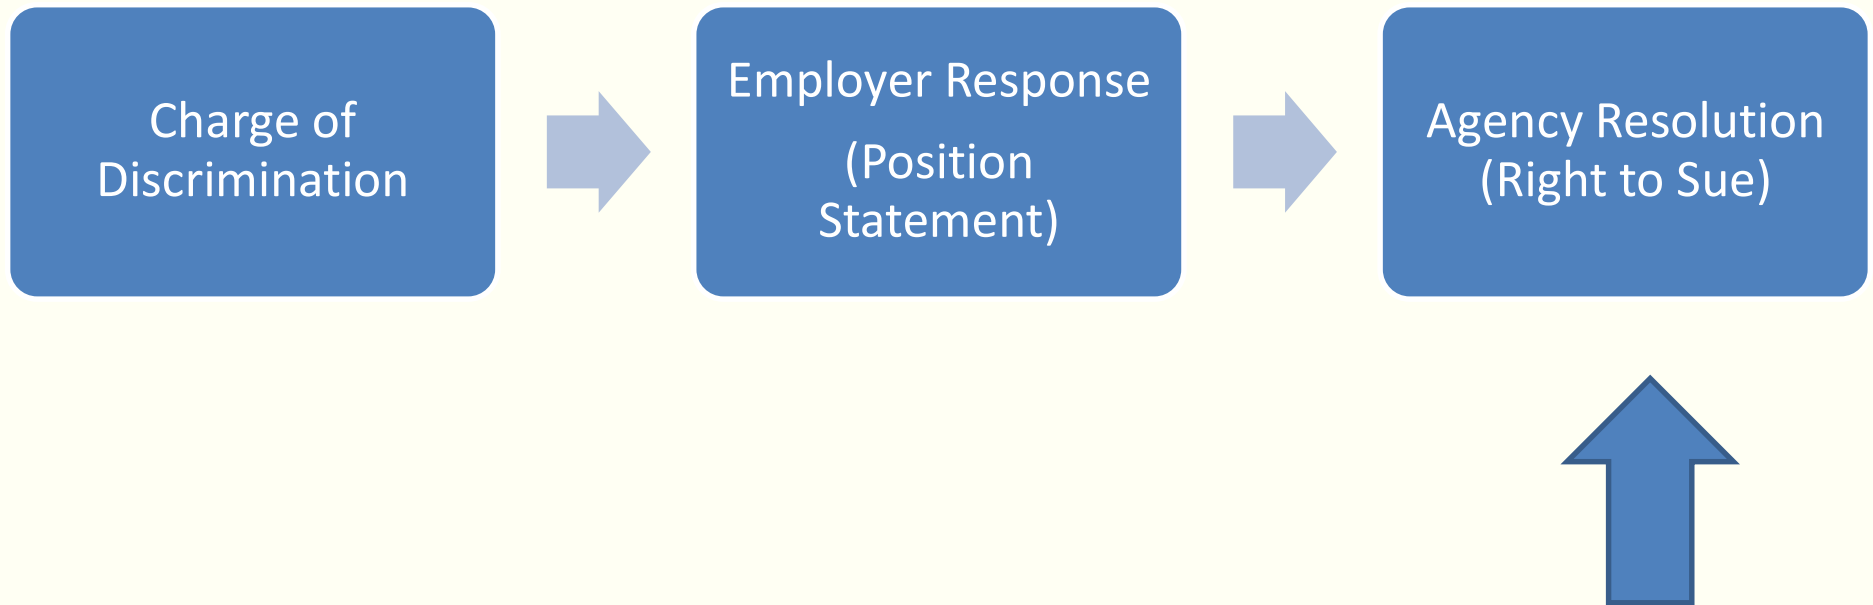 Charge of
Discrimination
Employer Response
(Position
Statement)
Agency Resolution
(Right to Sue)